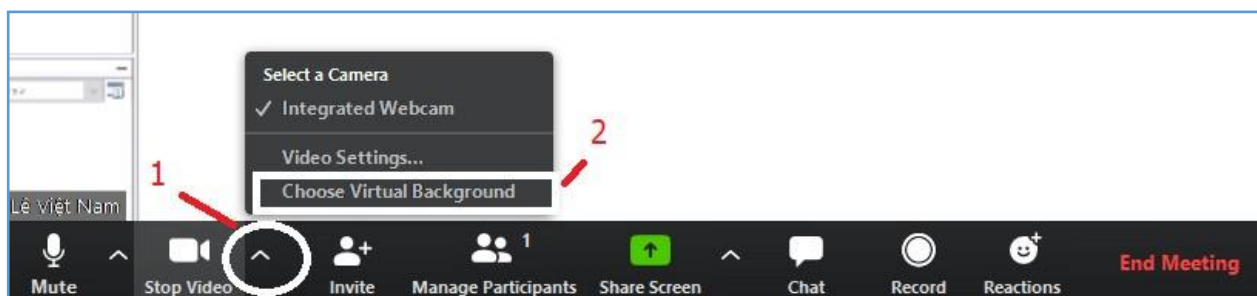 Select a Camera
✓ Integrated Webcam
Video Settings...
2
Choose Virtual Background
1
Lê Việt Nam
1
Mute
Stop Video
Invite
Manage Participants
Share Screen
Chat
Record
Reactions
End Meeting